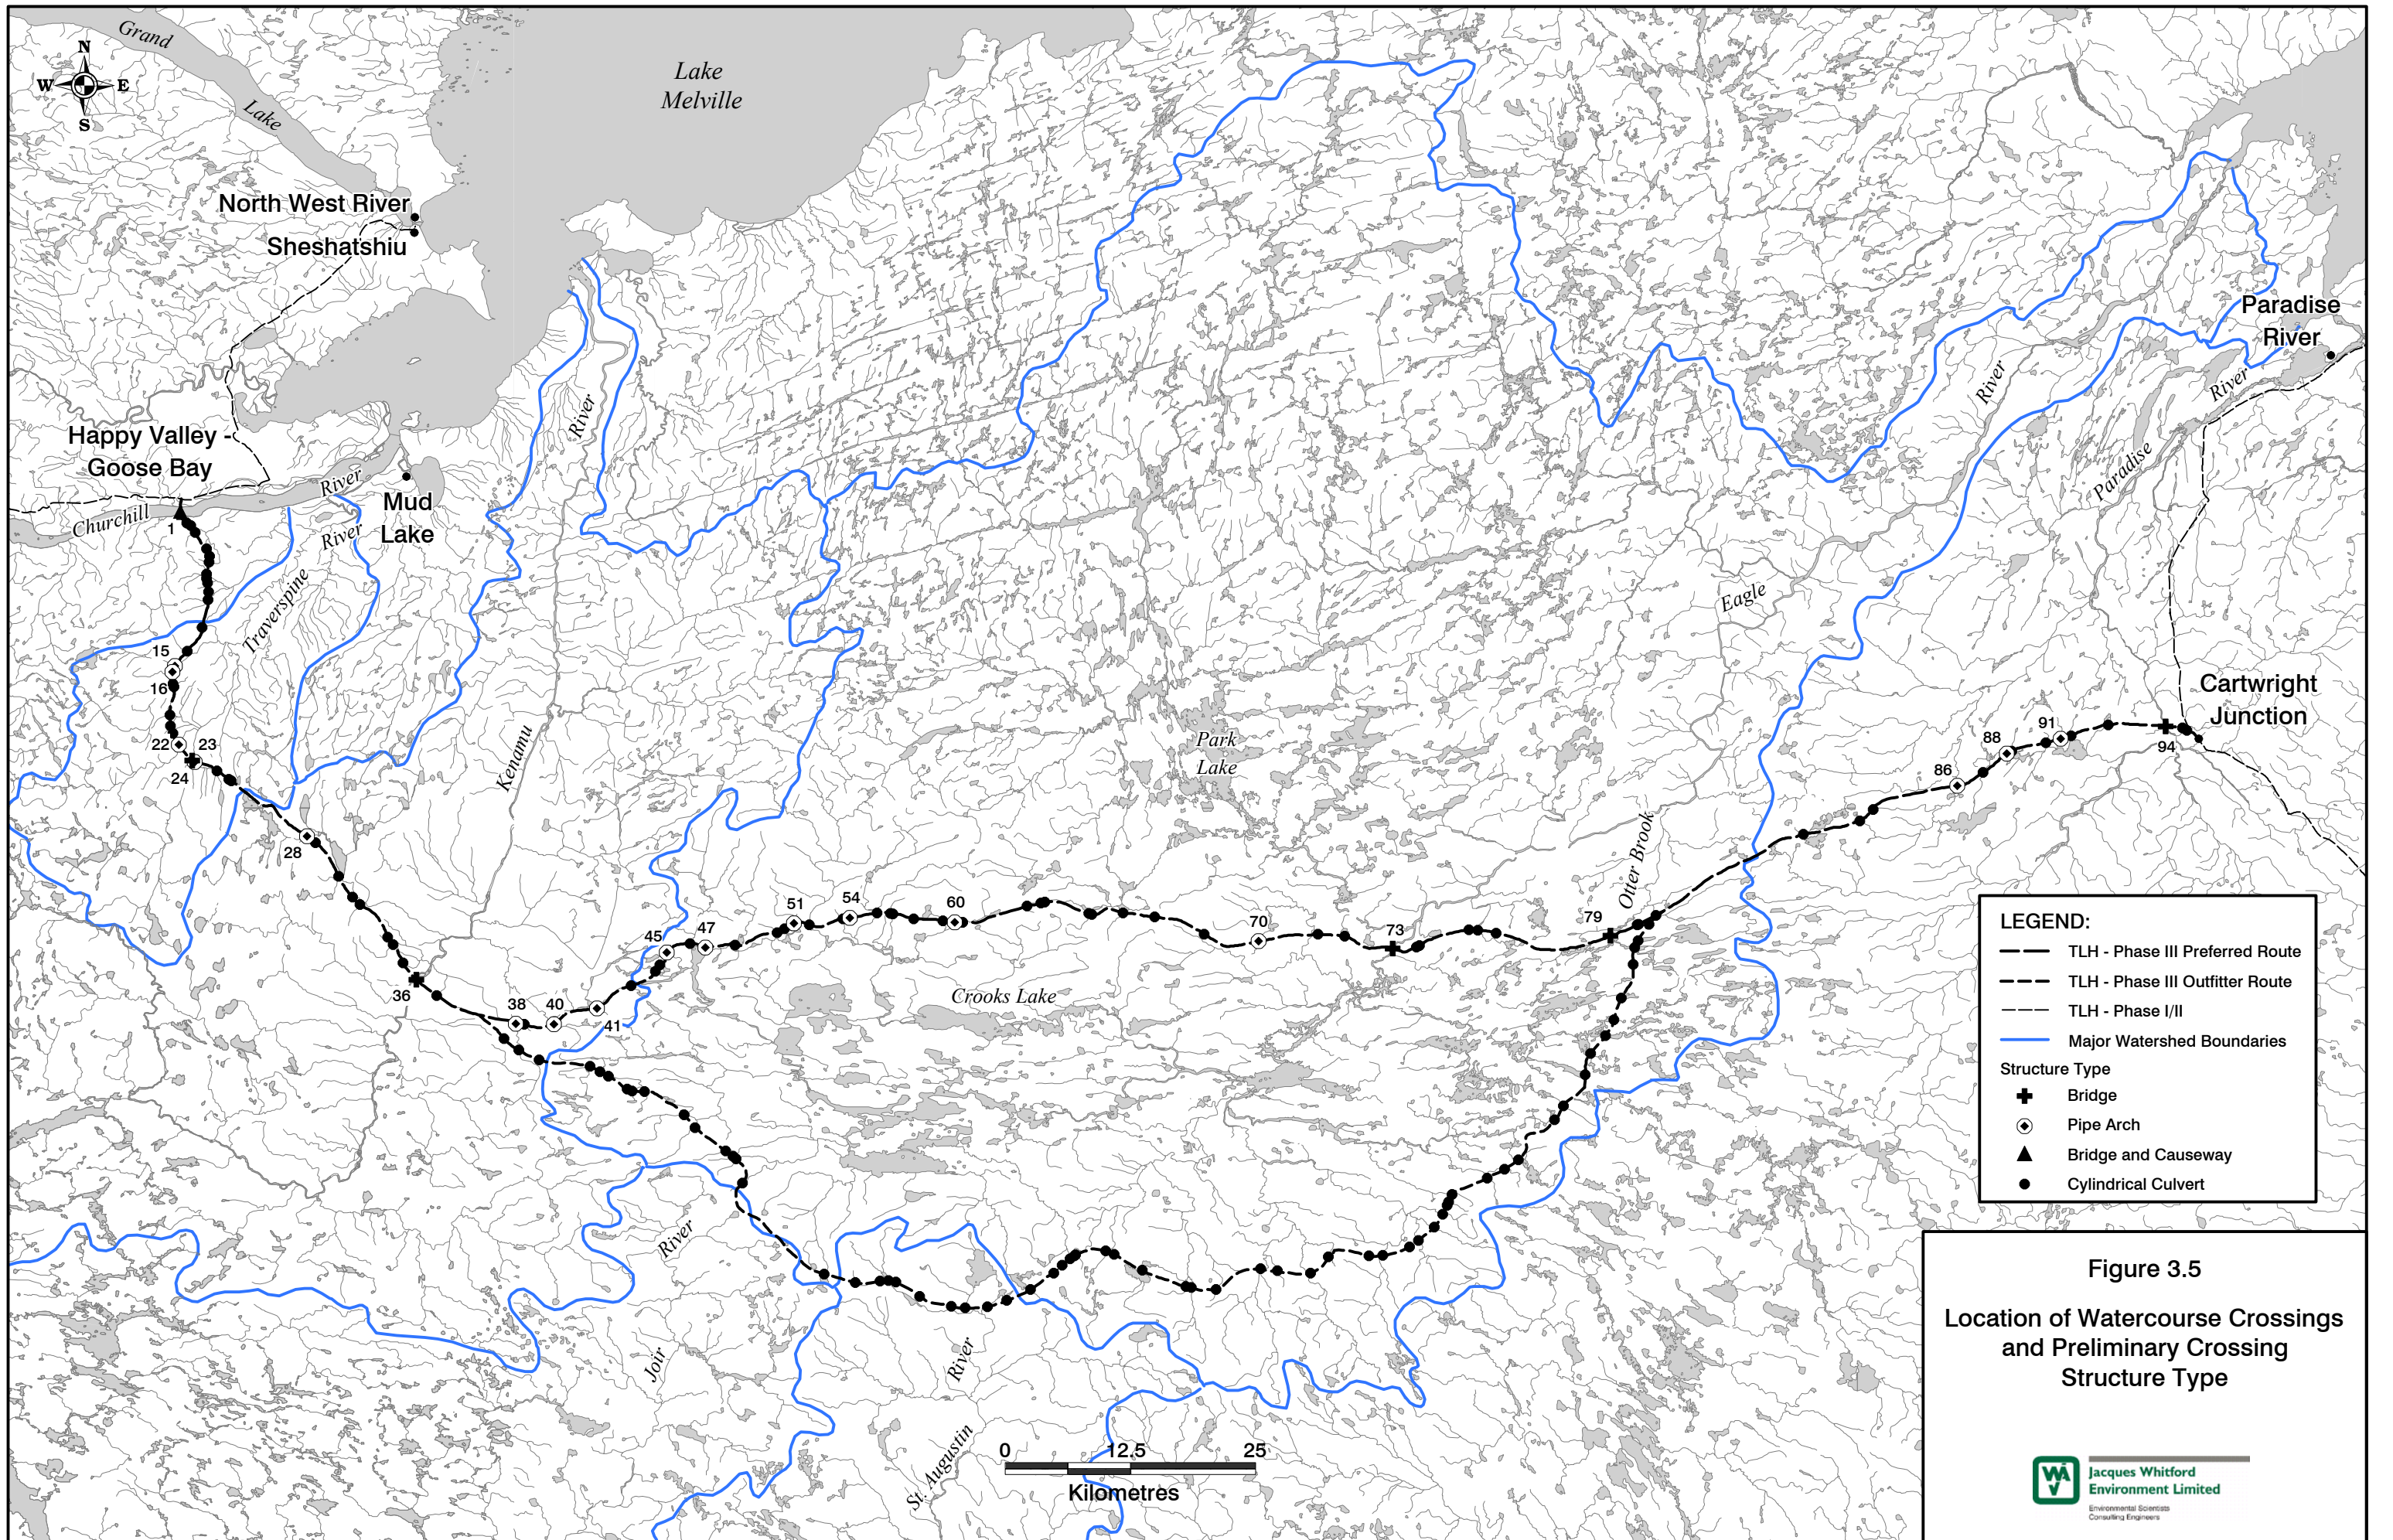 Grand
Lake
N
W
E
S
Lake
Melville
North West River
Sheshatshiu
Happy Valley -
Goose Bay
Churchill
River
Mud
Lake
Traverspine
River
Kenamu
River
Paradise
River
Paradise
River
Eagle
River
Cartwright
Junction
Park
Lake
Otter Brook
Crooks Lake
Joir
River
St. Augustin
River
1
15
16
22
23
24
28
36
38
40
41
45
47
51
54
60
70
73
79
86
88
91
94
LEGEND:
TLH - Phase III Preferred Route
TLH - Phase III Outfitter Route
TLH - Phase I/II
Major Watershed Boundaries
Structure Type
Bridge
Pipe Arch
Bridge and Causeway
Cylindrical Culvert
0 12.5 25
Kilometres
Figure 3.5
Location of Watercourse Crossings
and Preliminary Crossing
Structure Type
Jacques Whitford
Environment Limited
Environmental Scientists
Consulting Engineers